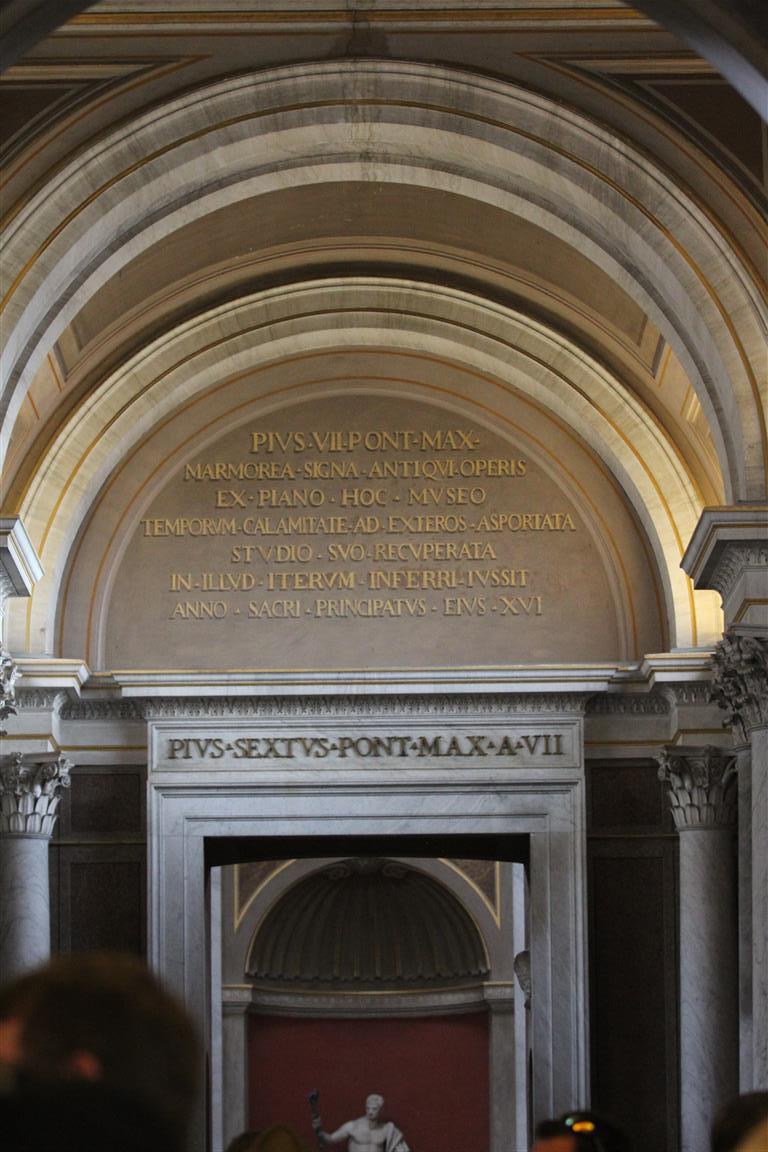 PIVS·VII·PONT·MAX·
MARMOREA·SIGNA·ANTIQVI·OPERIS
EX·PIANO·HOC·MVSEO
TEMPORVM·CALAMITATE·AD·EXTEROS·ASPORTATA
STVDIO·SVO·RECVPERATA
IN·ILLVD·ITERVM·INFERRI·IVSSIT
ANNO·SACRI·PRINCIPATVS·EIVS·XVI
PIVS·SEXTVS·PONT·MAX·A·VII